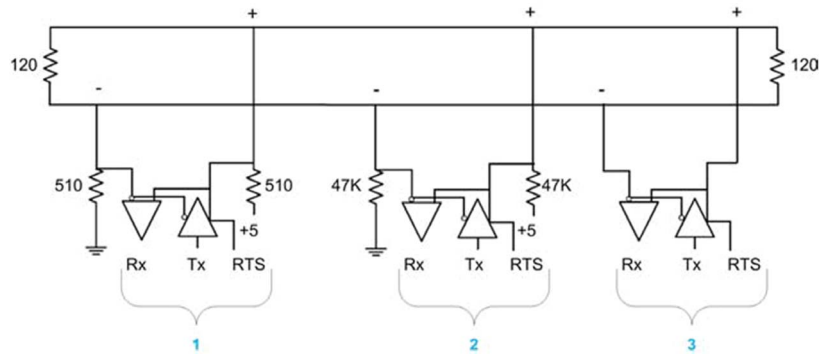 + + +
120 120
- - -
510 510 47K 47K
+5 +5
Rx Tx RTS Rx Tx RTS Rx Tx RTS
1 2 3